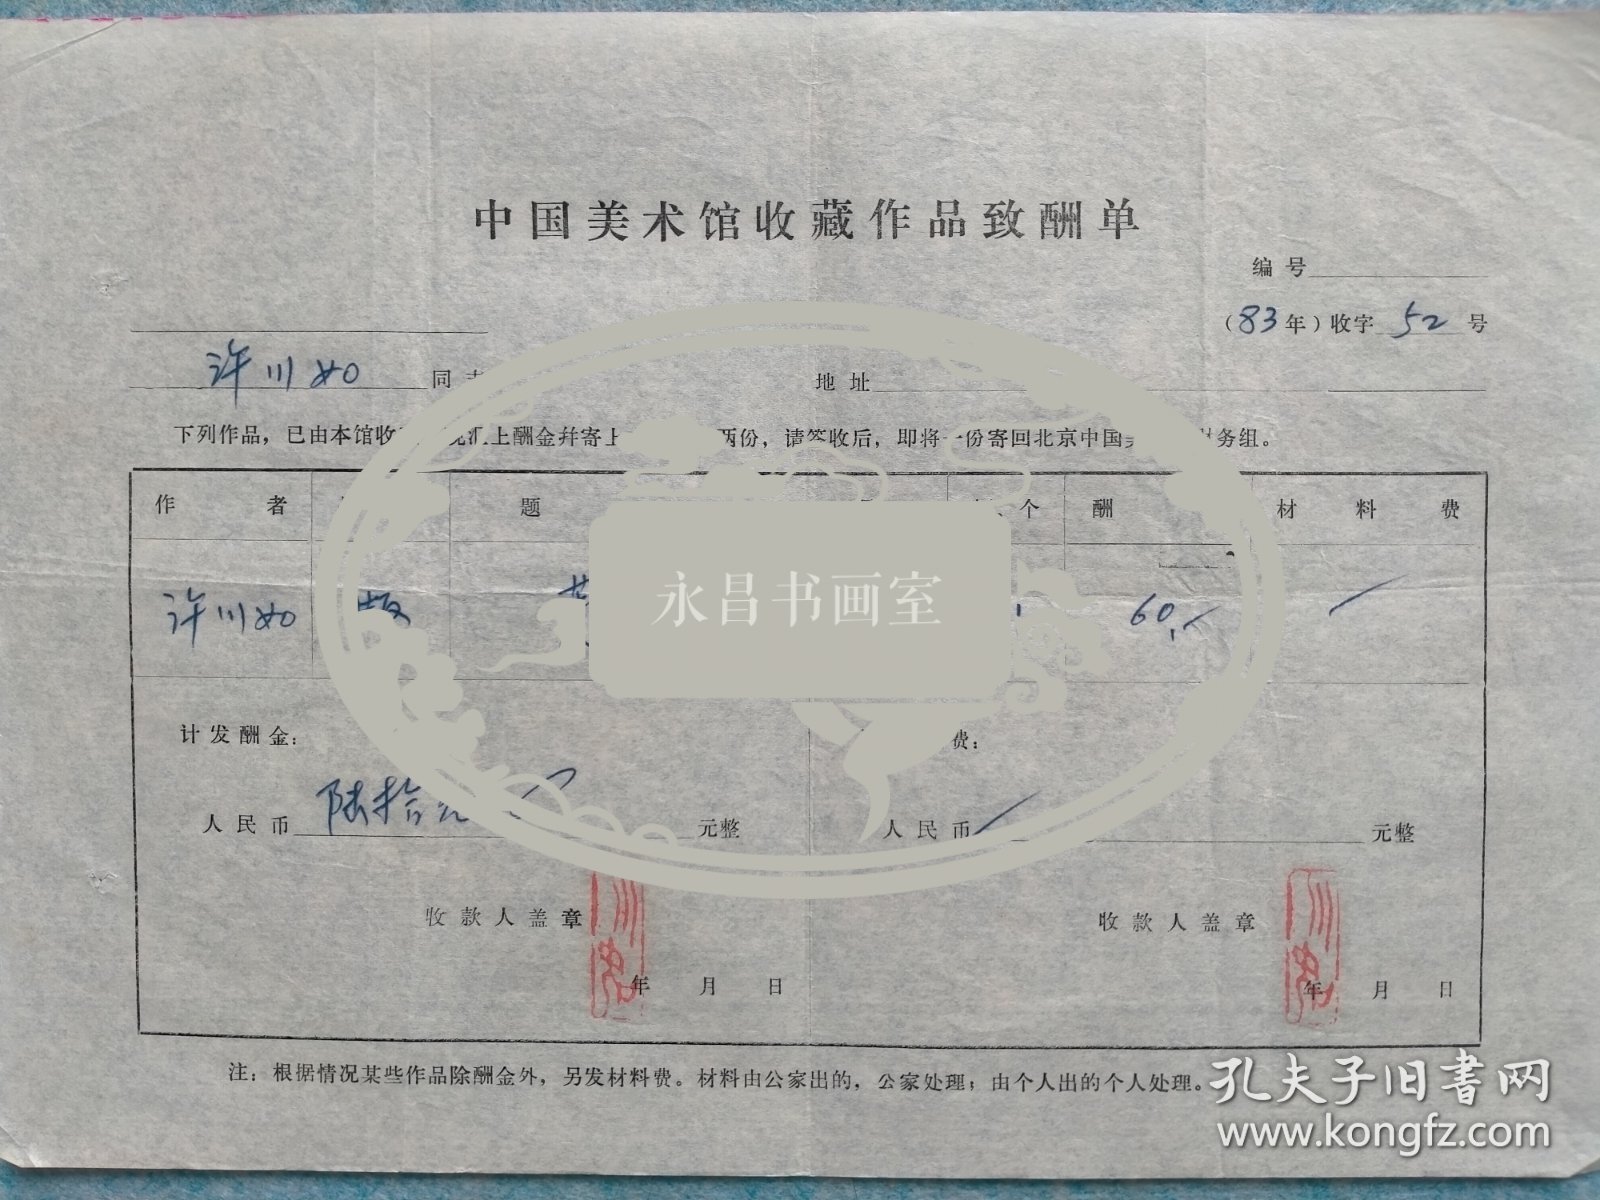 中国美术馆收藏作品致酬单
编号
(83年)收字 52 号
许川如 同志 地址
下列作品，已由本馆收 上酬金并寄上 两份，请签收后，即将一份寄回北京中国美 财务组。
作者 题 个 酬 材料费
许川如 版 60.
永昌书画室
计发酬金： 费：
人民币 陆拾元 元整 人民币 元整
收款人盖章 收款人盖章
年 月 日 年 月 日
注：根据情况某些作品除酬金外，另发材料费。材料由公家出的，公家处理；由个人出的个人处理。
孔夫子旧书网
www.kongfz.com